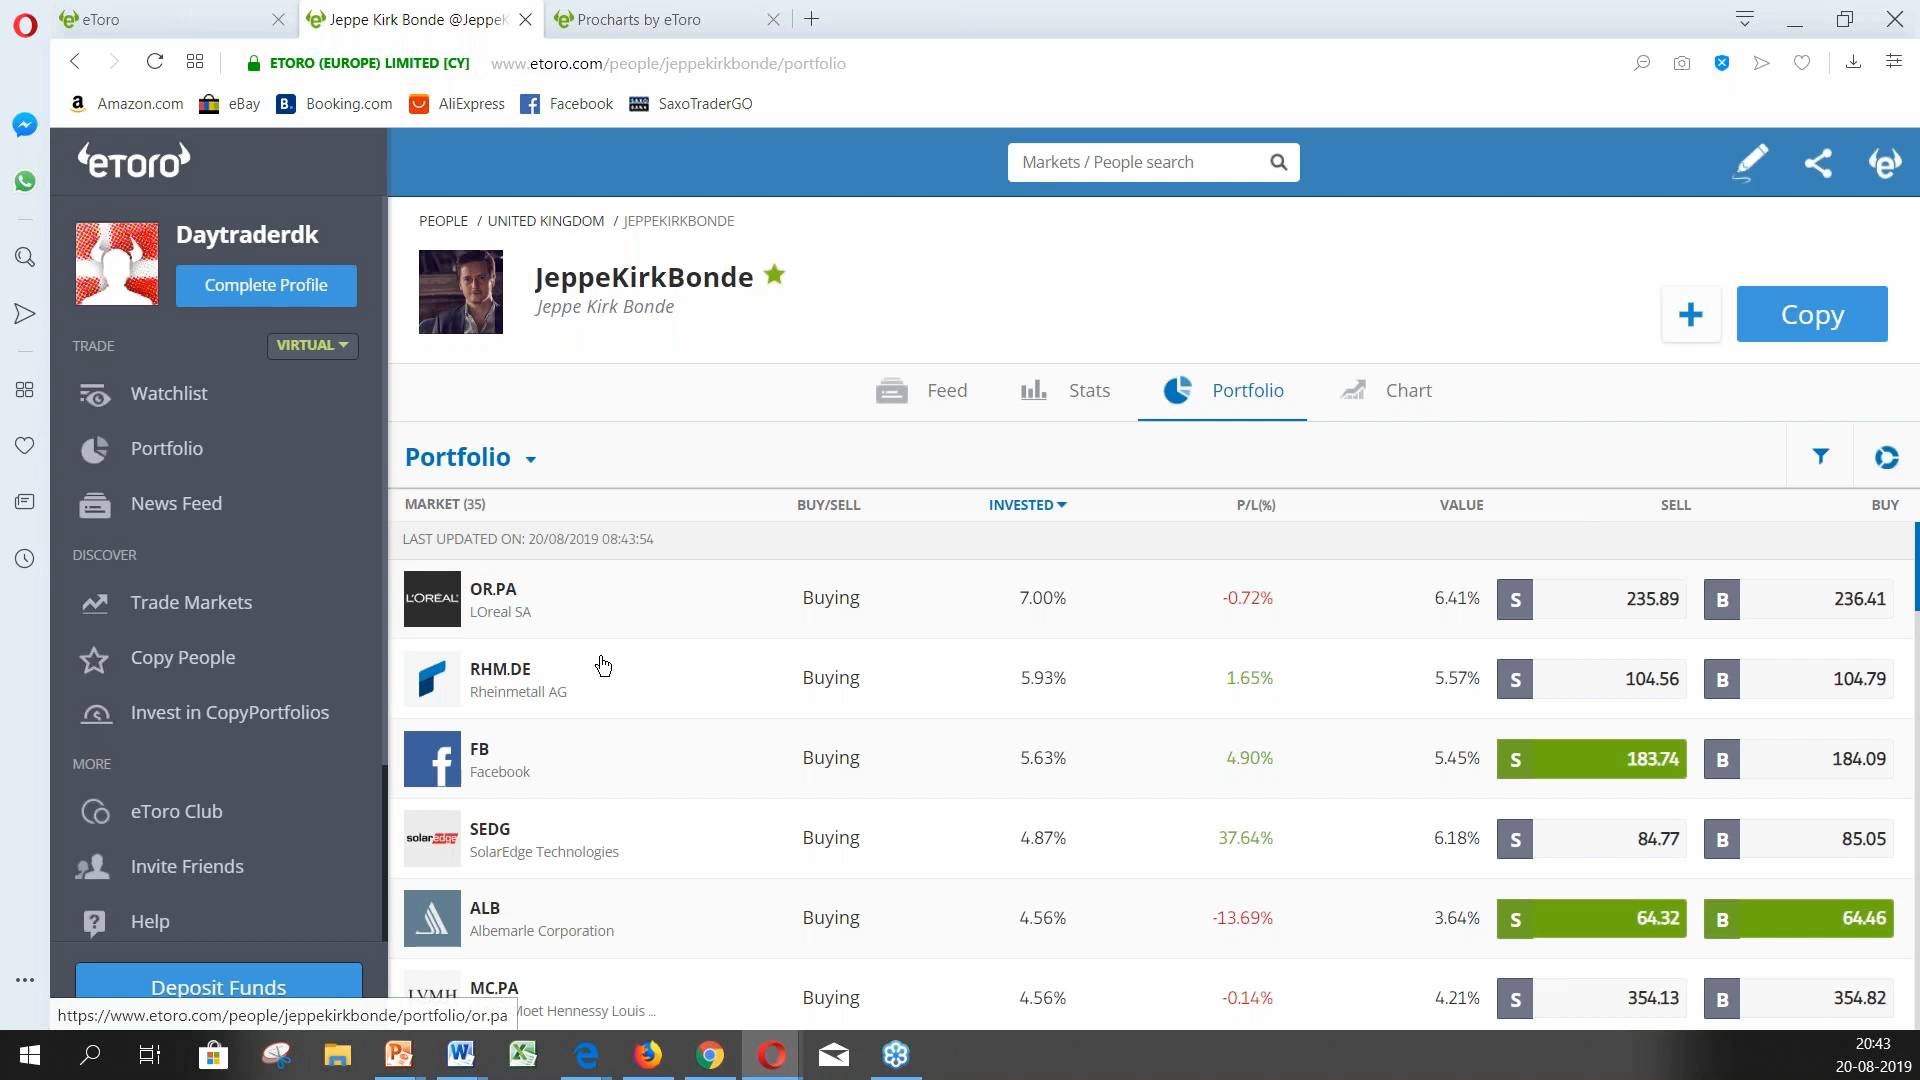 eToro
Jeppe Kirk Bonde @JeppeK
Procharts by eToro
ETORO (EUROPE) LIMITED [CY]
www.etoro.com/people/jeppekirkbonde/portfolio
Amazon.com
eBay
Booking.com
AliExpress
Facebook
SaxoTraderGO
eToro
Markets / People search
Daytraderdk
Complete Profile
TRADE
VIRTUAL
Watchlist
Portfolio
News Feed
DISCOVER
Trade Markets
Copy People
Invest in CopyPortfolios
MORE
eToro Club
Invite Friends
Help
Deposit Funds
PEOPLE / UNITED KINGDOM / JEPPEKIRKBONDE
JeppeKirkBonde
Jeppe Kirk Bonde
Copy
Feed
Stats
Portfolio
Chart
Portfolio
MARKET (35) BUY/SELL INVESTED P/L(%) VALUE SELL BUY
LAST UPDATED ON: 20/08/2019 08:43:54
L'ORÉAL OR.PA Buying 7.00% -0.72% 6.41% S 235.89 B 236.41
LOreal SA
RHM.DE Buying 5.93% 1.65% 5.57% S 104.56 B 104.79
Rheinmetall AG
FB Buying 5.63% 4.90% 5.45% S 183.74 B 184.09
Facebook
solaredge SEDG Buying 4.87% 37.64% 6.18% S 84.77 B 85.05
SolarEdge Technologies
ALB Buying 4.56% -13.69% 3.64% S 64.32 B 64.46
Albemarle Corporation
LVMH MC.PA Buying 4.56% -0.14% 4.21% S 354.13 B 354.82
Moet Hennessy Louis ...
https://www.etoro.com/people/jeppekirkbonde/portfolio/or.pa
20:43
20-08-2019